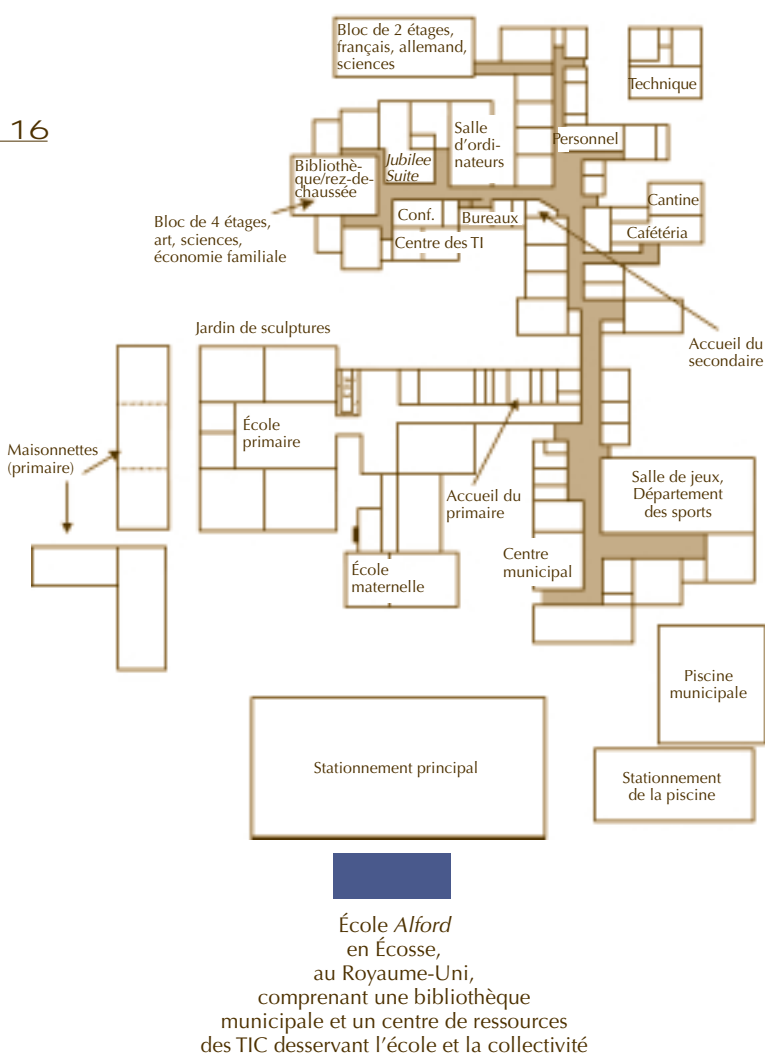 Bloc de 2 étages,
français, allemand,
sciences
Technique
16
Salle
d'ordi-
nateurs
Personnel
Jubilee
Suite
Bibliothè-
que/rez-de-
chaussée
Cantine
Conf.
Bureaux
Bloc de 4 étages,
art, sciences,
économie familiale
Centre des TI
Cafétéria
Jardin de sculptures
Accueil du
secondaire
École
primaire
Maisonnettes
(primaire)
Salle de jeux,
Département
des sports
Accueil du
primaire
Centre
municipal
École
maternelle
Piscine
municipale
Stationnement principal
Stationnement
de la piscine
École Alford
en Écosse,
au Royaume-Uni,
comprenant une bibliothèque
municipale et un centre de ressources
des TIC desservant l'école et la collectivité